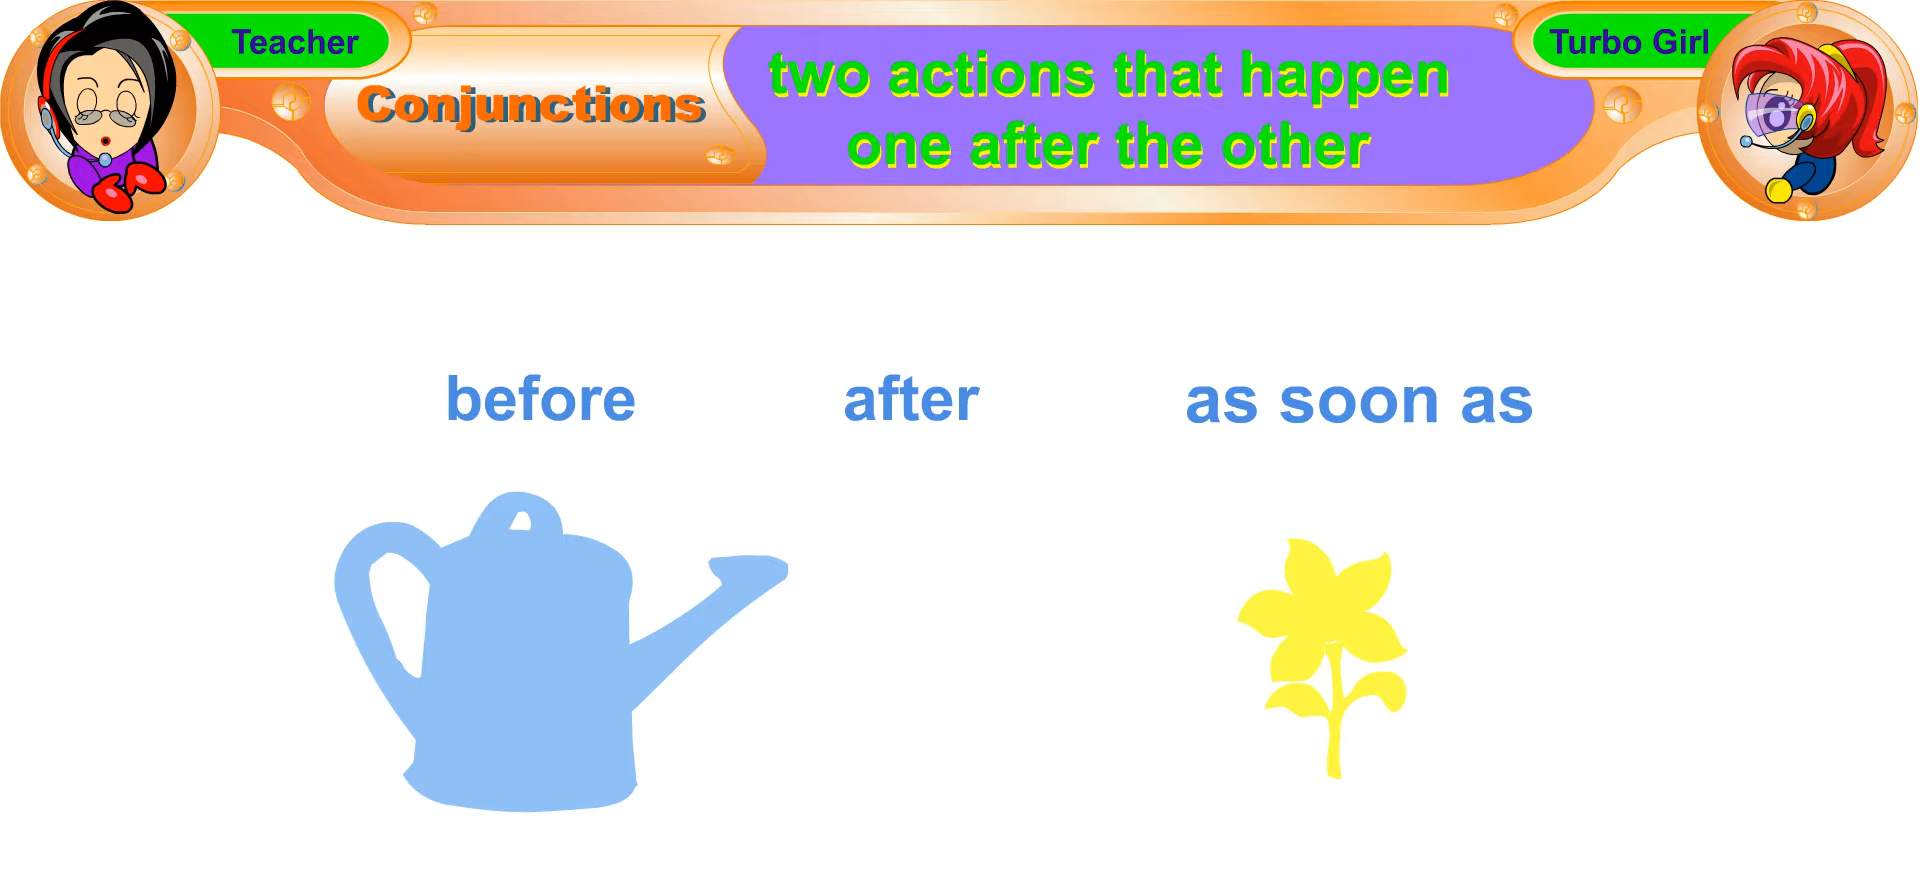 Teacher
Turbo Girl
Conjunctions
two actions that happen
one after the other
before after as soon as